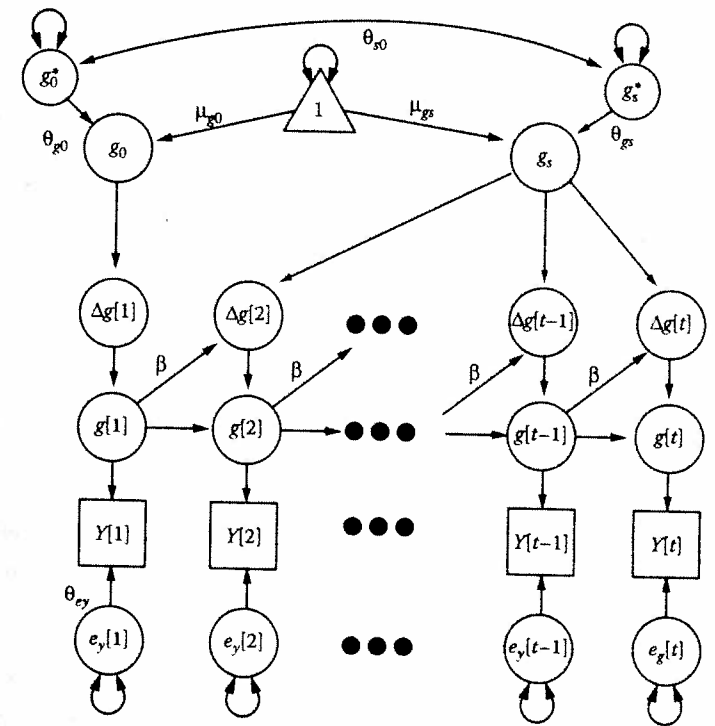 θs0
g0* 1 gs*
μg0 μgs
θg0 g0 gs θgs
Δg[1] Δg[2] Δg[t−1] Δg[t]
β β β β
g[1] g[2] g[t−1] g[t]
Y[1] Y[2] Y[t−1] Y[t]
θey
ey[1] ey[2] ey[t−1] eg[t]